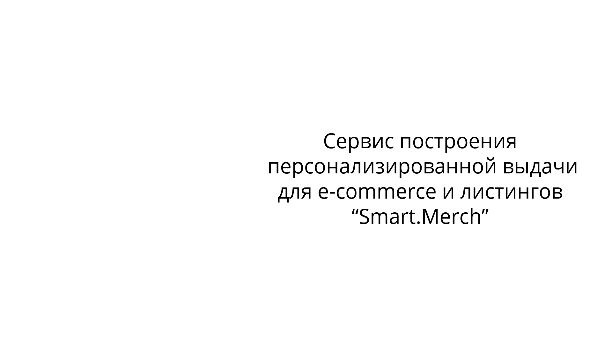 Сервис построения
персонализированной выдачи
для e-commerce и листингов
“Smart.Merch”